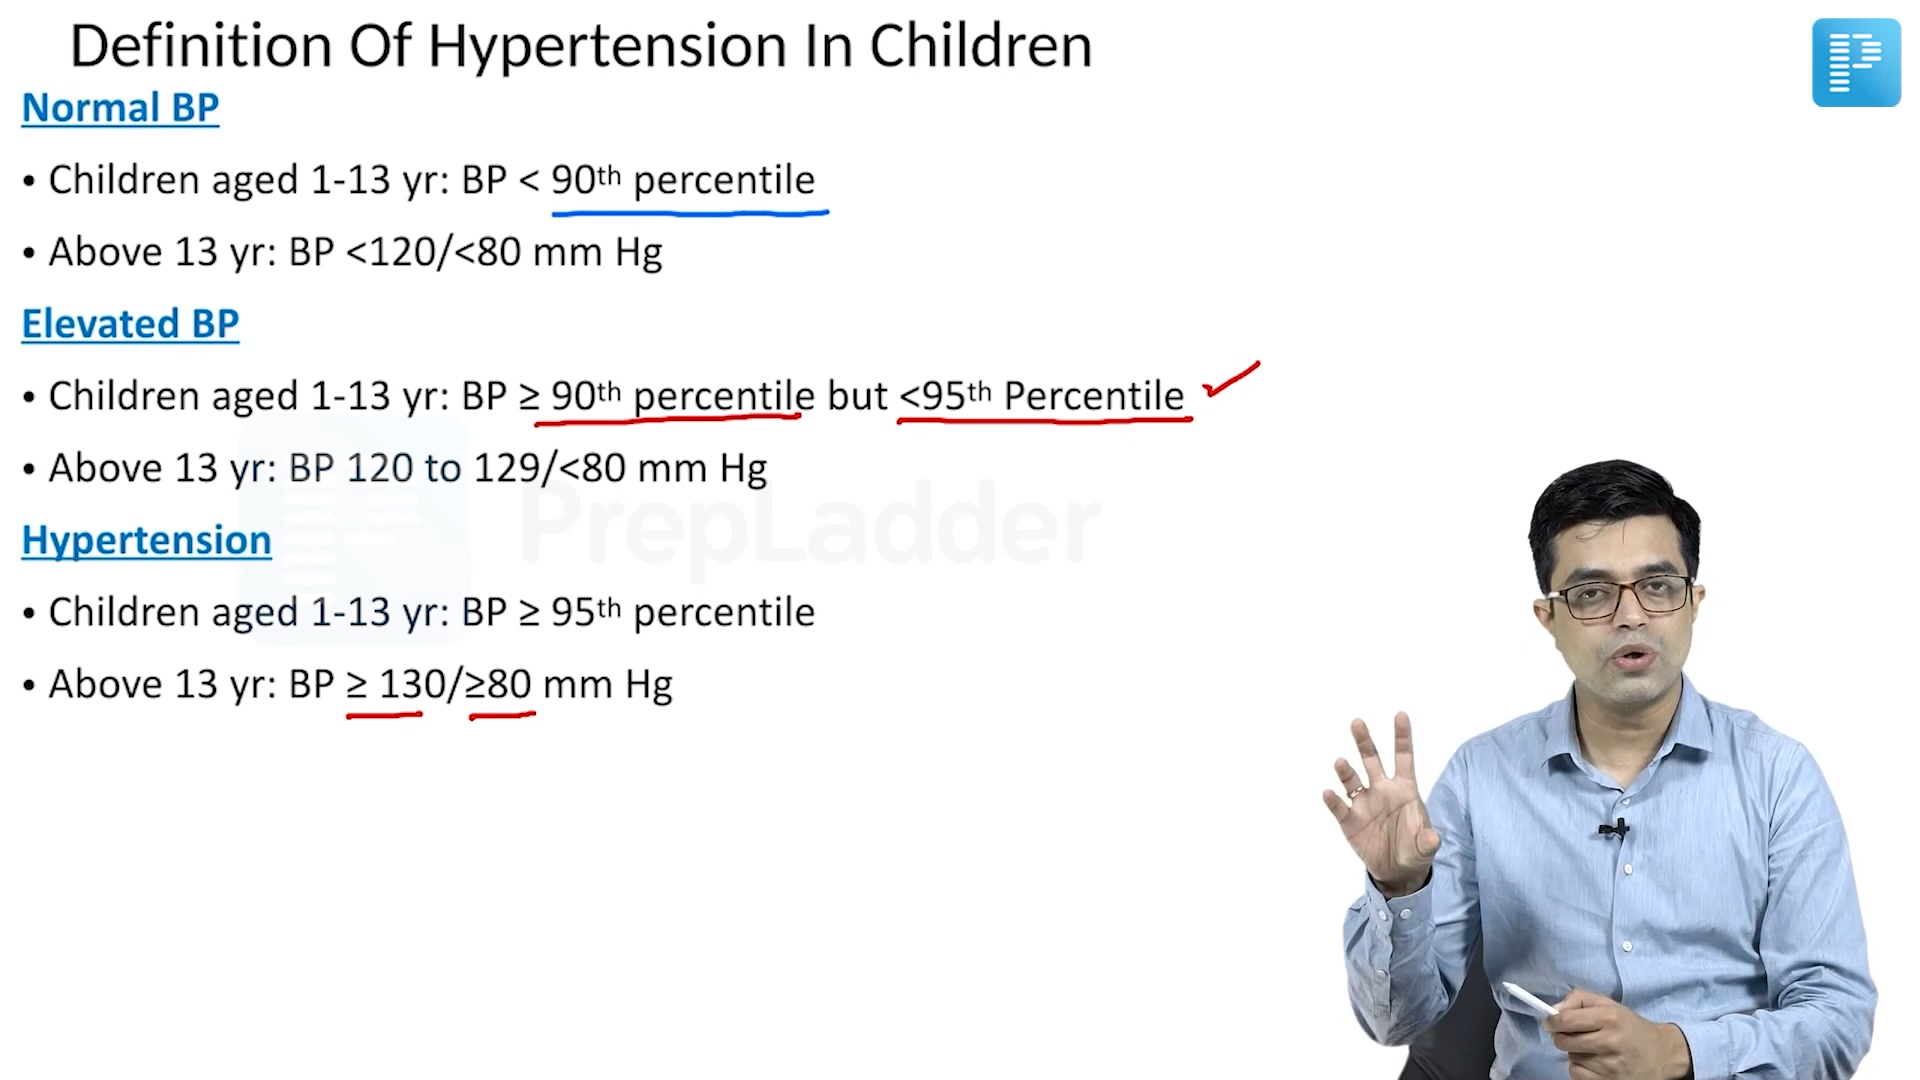 Definition Of Hypertension In Children
Normal BP
• Children aged 1-13 yr: BP < 90th percentile
• Above 13 yr: BP <120/<80 mm Hg
Elevated BP
• Children aged 1-13 yr: BP ≥ 90th percentile but <95th Percentile
• Above 13 yr: BP 120 to 129/<80 mm Hg
PrepLadder
Hypertension
• Children aged 1-13 yr: BP ≥ 95th percentile
• Above 13 yr: BP ≥ 130/≥80 mm Hg